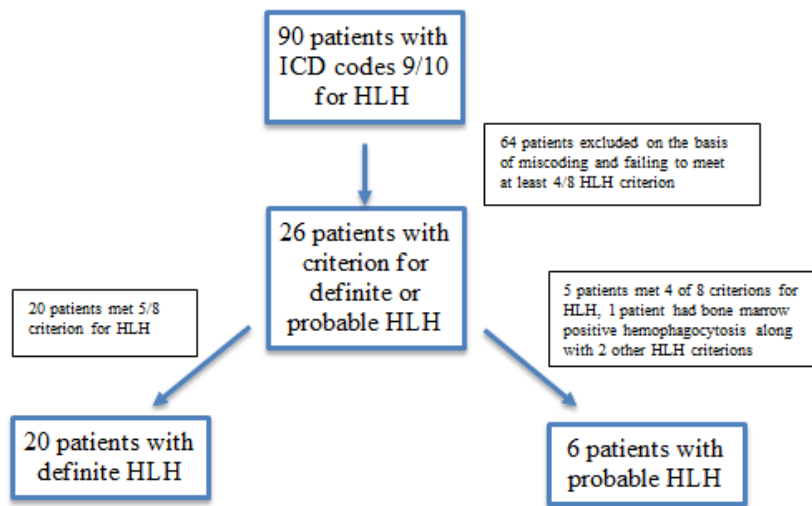 90 patients with
ICD codes 9/10
for HLH
64 patients excluded on the basis
of miscoding and failing to meet
at least 4/8 HLH criterion
26 patients with
criterion for
definite or
probable HLH
20 patients met 5/8
criterion for HLH
5 patients met 4 of 8 criterions for
HLH, 1 patient had bone marrow
positive hemophagocytosis along
with 2 other HLH criterions
20 patients with
definite HLH
6 patients with
probable HLH